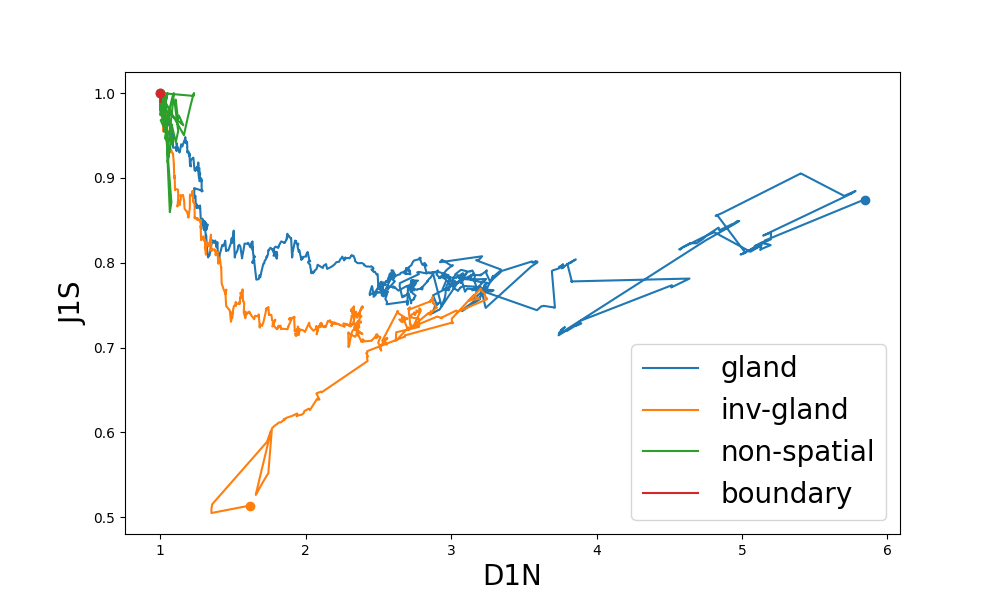 1.0
0.9
0.8
0.7
0.6
0.5
J1S
1 2 3 4 5 6
D1N
gland
inv-gland
non-spatial
boundary